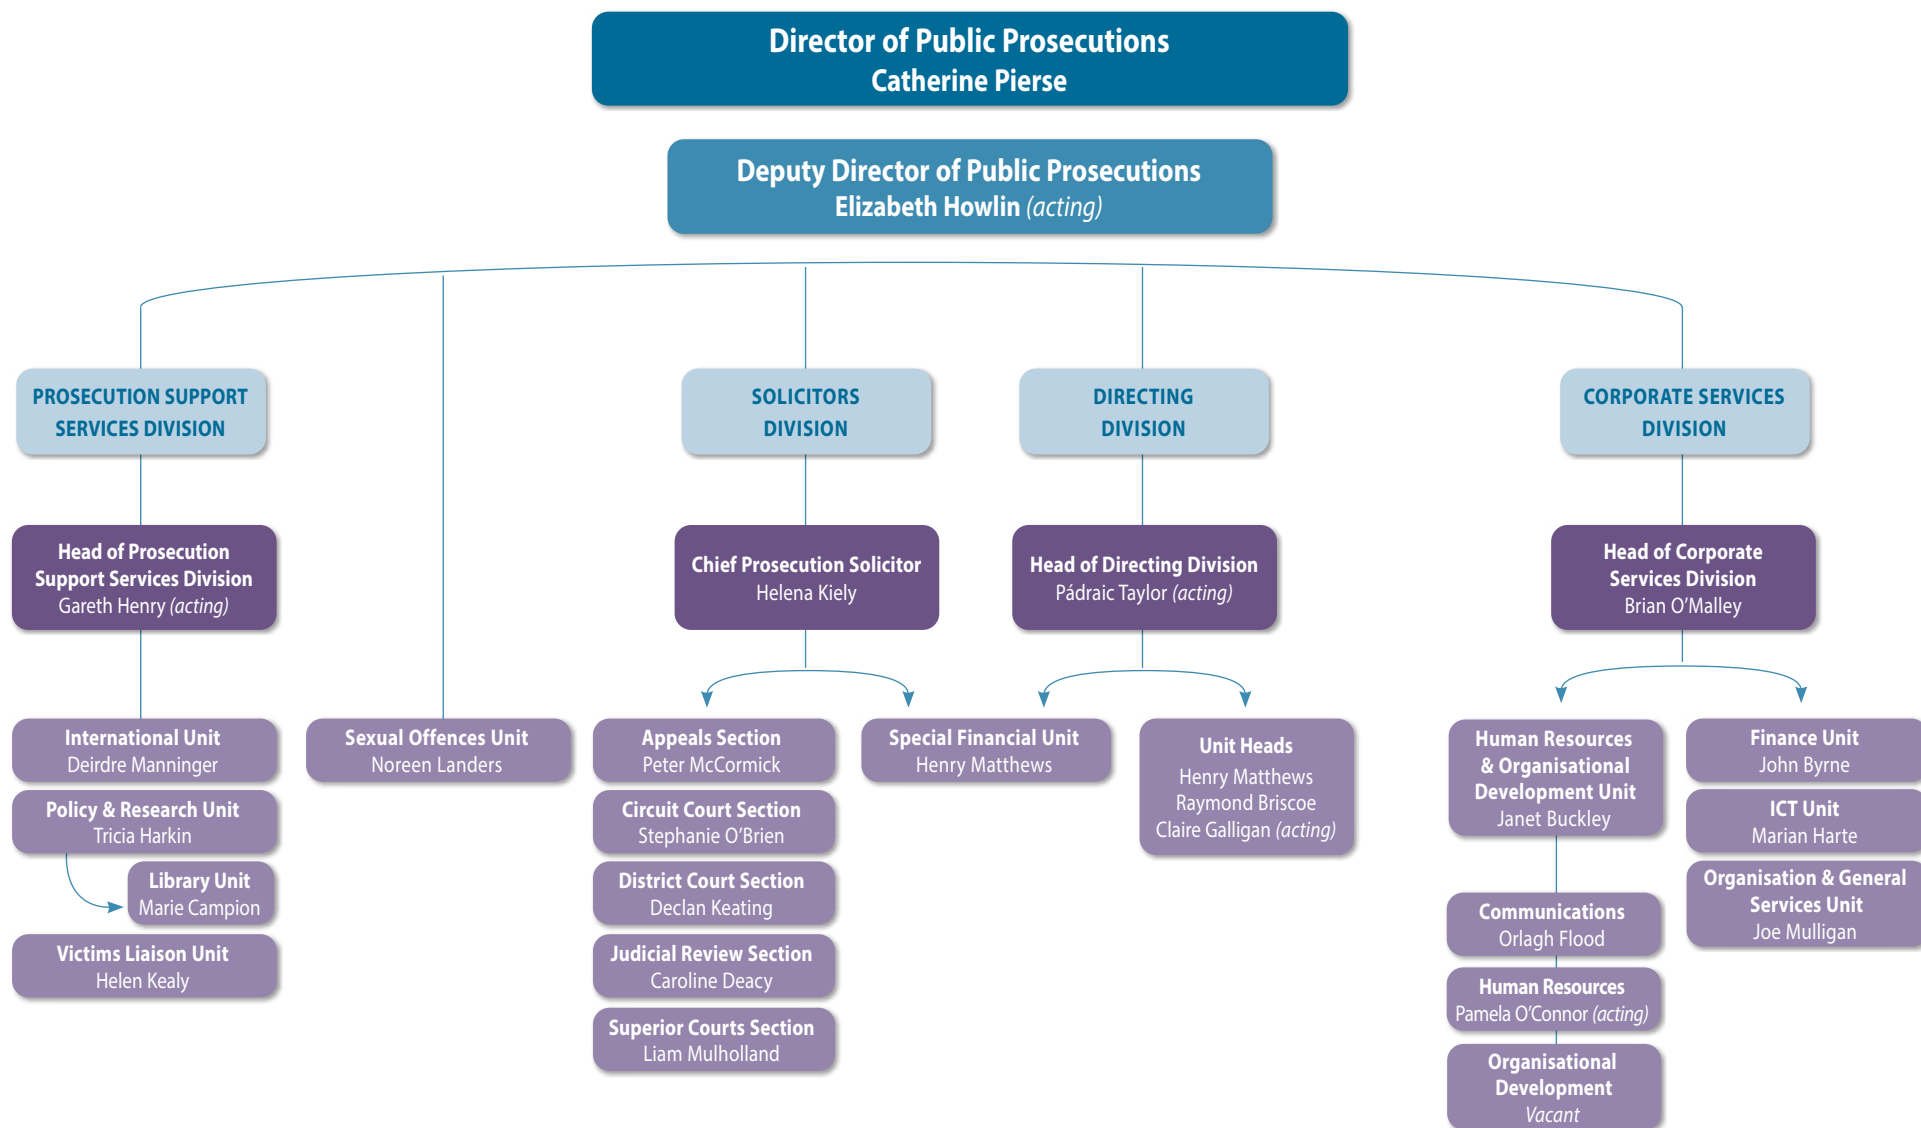 Director of Public Prosecutions
Catherine Pierse
Deputy Director of Public Prosecutions
Elizabeth Howlin (acting)
PROSECUTION SUPPORT
SERVICES DIVISION
SOLICITORS
DIVISION
DIRECTING
DIVISION
CORPORATE SERVICES
DIVISION
Head of Prosecution
Support Services Division
Gareth Henry (acting)
Chief Prosecution Solicitor
Helena Kiely
Head of Directing Division
Pádraic Taylor (acting)
Head of Corporate
Services Division
Brian O’Malley
International Unit
Deirdre Manninger
Policy & Research Unit
Tricia Harkin
Library Unit
Marie Campion
Victims Liaison Unit
Helen Kealy
Sexual Offences Unit
Noreen Landers
Appeals Section
Peter McCormick
Circuit Court Section
Stephanie O’Brien
District Court Section
Declan Keating
Judicial Review Section
Caroline Deacy
Superior Courts Section
Liam Mulholland
Special Financial Unit
Henry Matthews
Unit Heads
Henry Matthews
Raymond Briscoe
Claire Galligan (acting)
Human Resources
& Organisational
Development Unit
Janet Buckley
Communications
Orlagh Flood
Human Resources
Pamela O’Connor (acting)
Organisational
Development
Vacant
Finance Unit
John Byrne
ICT Unit
Marian Harte
Organisation & General
Services Unit
Joe Mulligan